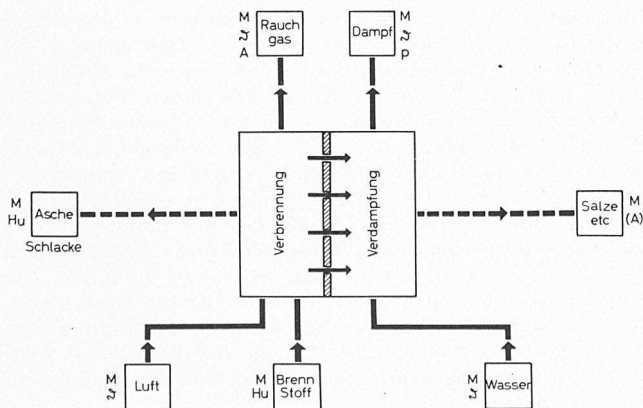 M
ϑ
A
Rauch
gas
Dampf
M
ϑ
p
Verbrennung
Verdampfung
M
Hu
Asche
Schlacke
Salze
etc
M
(A)
M
ϑ
Luft
M
Hu
Brenn
Stoff
M
ϑ
Wasser